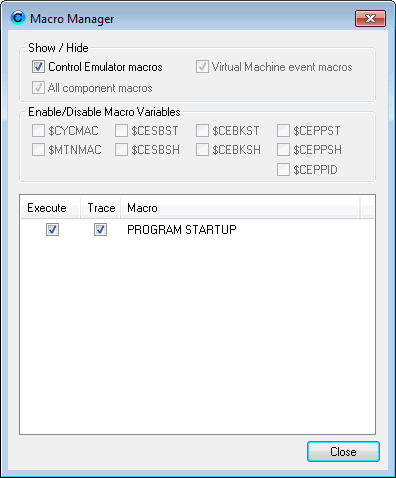 Macro Manager
Show / Hide
Control Emulator macros Virtual Machine event macros
All component macros
Enable/Disable Macro Variables
$CYCMAC $CESBST $CEBKST $CEPPST
$MTNMAC $CESBSH $CEBKSH $CEPPSH
$CEPPID
Execute Trace Macro
PROGRAM STARTUP
Close